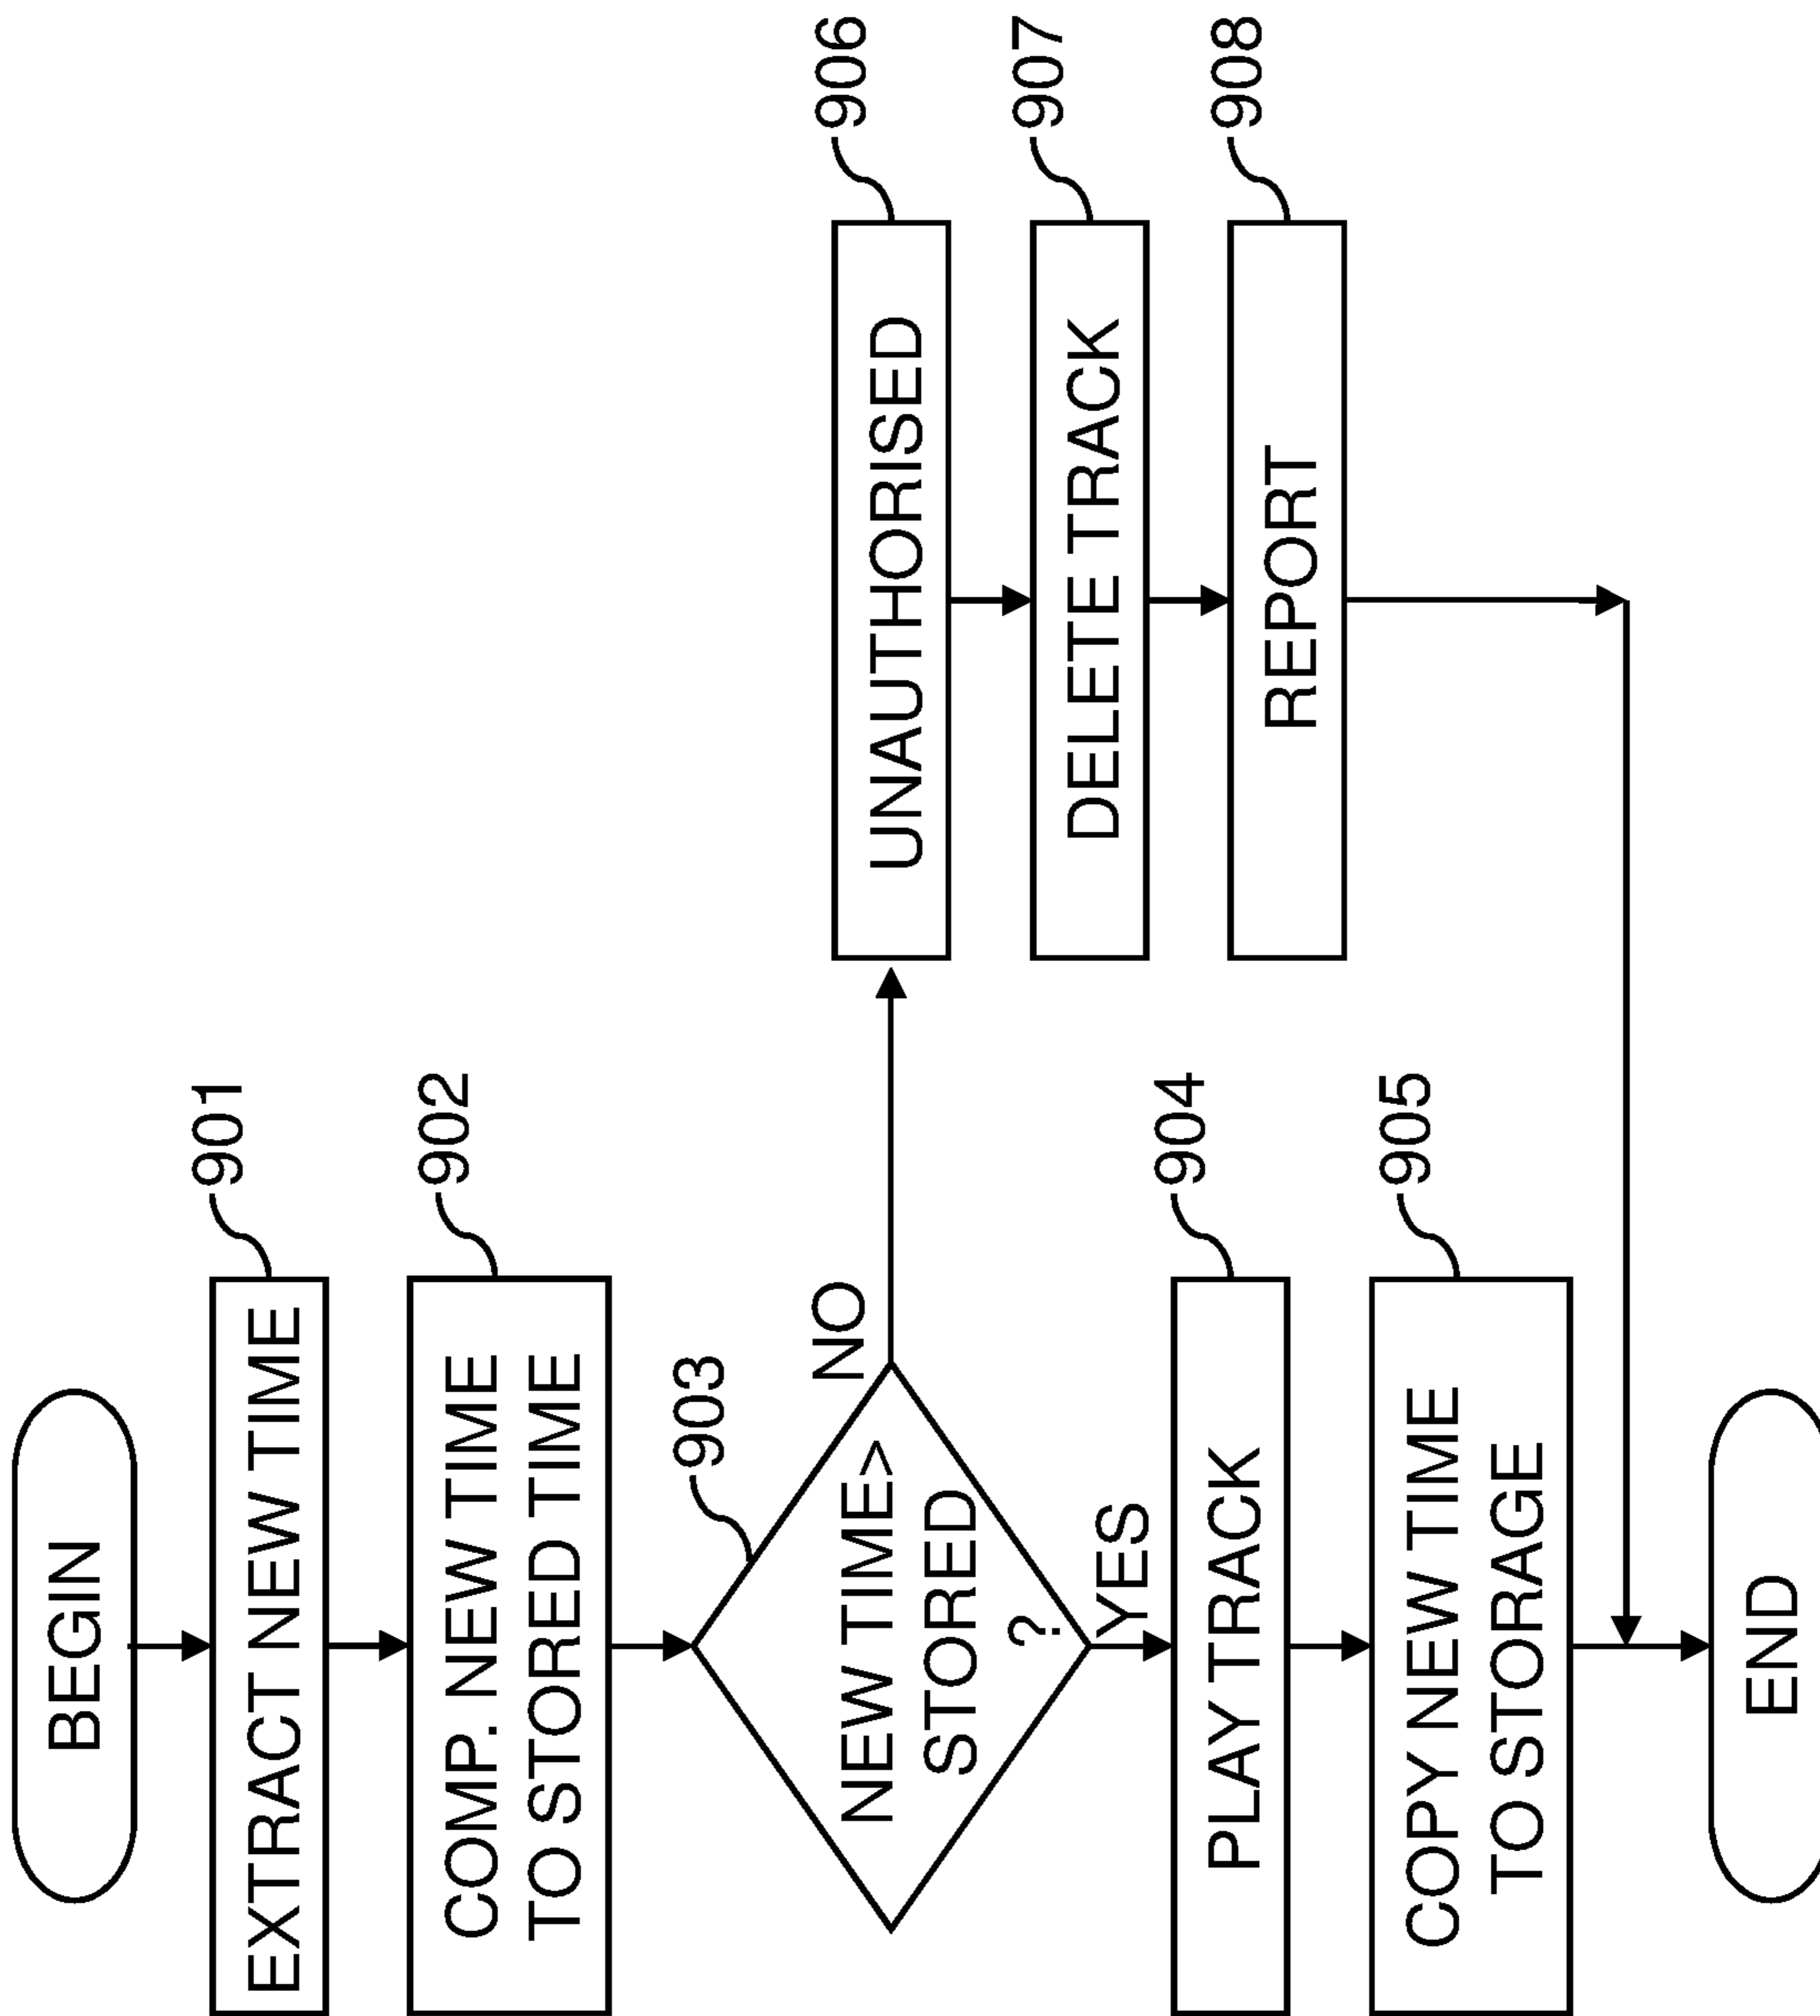 BEGIN
EXTRACT NEW TIME
901
COMP. NEW TIME
TO STORED TIME
902
903
NEW TIME>
STORED
?
NO
YES
PLAY TRACK
904
COPY NEW TIME
TO STORAGE
905
UNAUTHORISED
906
DELETE TRACK
907
REPORT
908
END